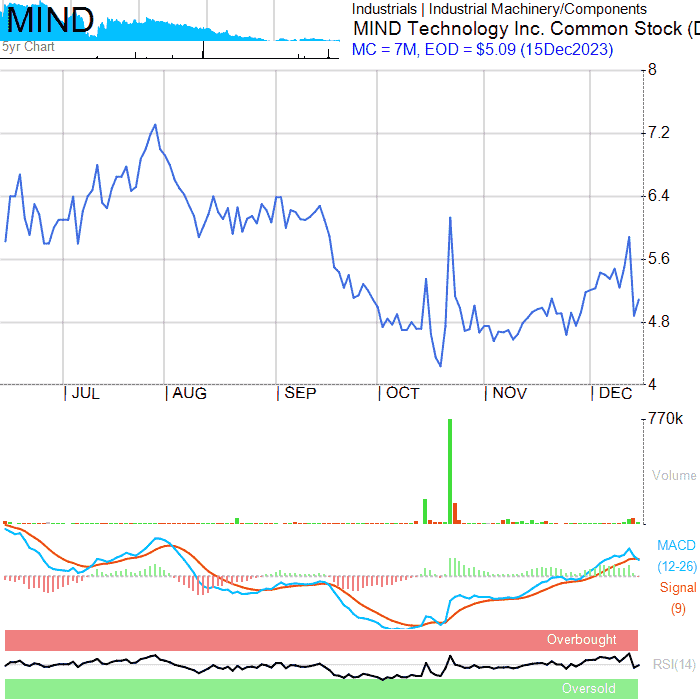 MIND
5yr Chart
Industrials | Industrial Machinery/Components
MIND Technology Inc. Common Stock (D
MC = 7M, EOD = $5.09 (15Dec2023)
8
7.2
6.4
5.6
4.8
4
| JUL | AUG | SEP | OCT | NOV | DEC
770k
Volume
MACD
(12-26)
Signal
(9)
Overbought
RSI(14)
Oversold